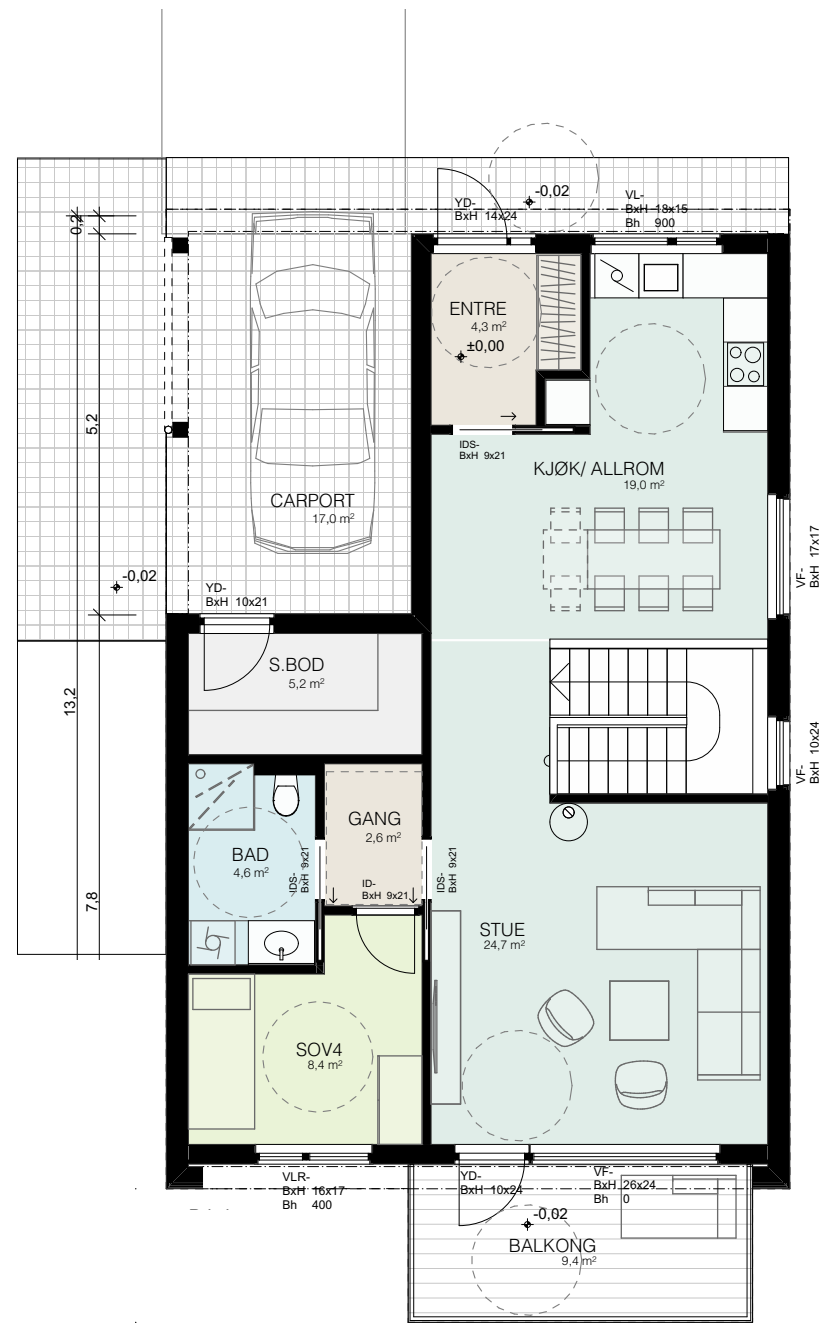 -0,02
YD-
BxH 14x24
VL-
BxH 18x15
Bh 900
0,2
ENTRE
4,3 m²
±0,00
5,2
IDS-
BxH 9x21
KJØK/ ALLROM
19,0 m²
CARPORT
17,0 m²
VF-
BxH 17x17
-0,02
YD-
BxH 10x21
S.BOD
5,2 m²
13,2
VF-
BxH 10x24
GANG
2,6 m²
BAD
4,6 m²
IDS-
BxH 9x21
ID-
BxH 9x21
IDS-
BxH 9x21
7,8
STUE
24,7 m²
SOV4
8,4 m²
VLR-
BxH 16x17
Bh 400
YD-
BxH 10x24
VF-
BxH 26x24
Bh 0
-0,02
BALKONG
9,4 m²